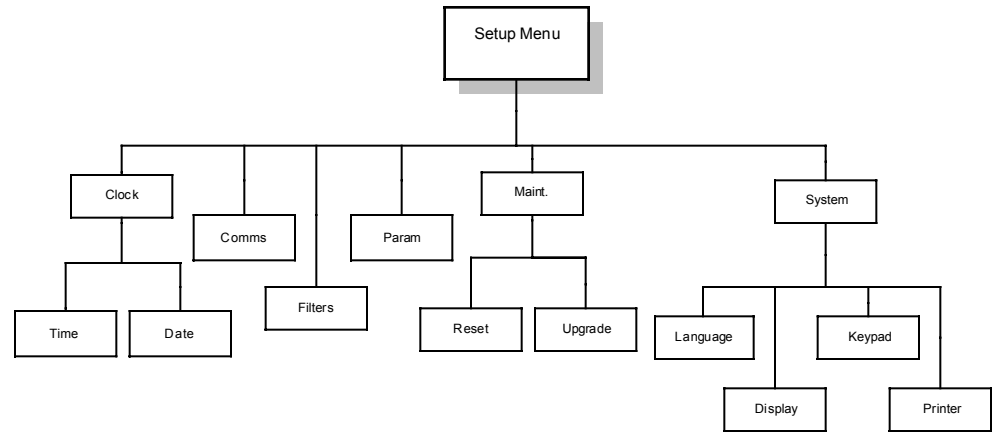 Setup Menu
Clock
Maint.
System
Comms
Param
Filters
Time
Date
Reset
Upgrade
Language
Keypad
Display
Printer